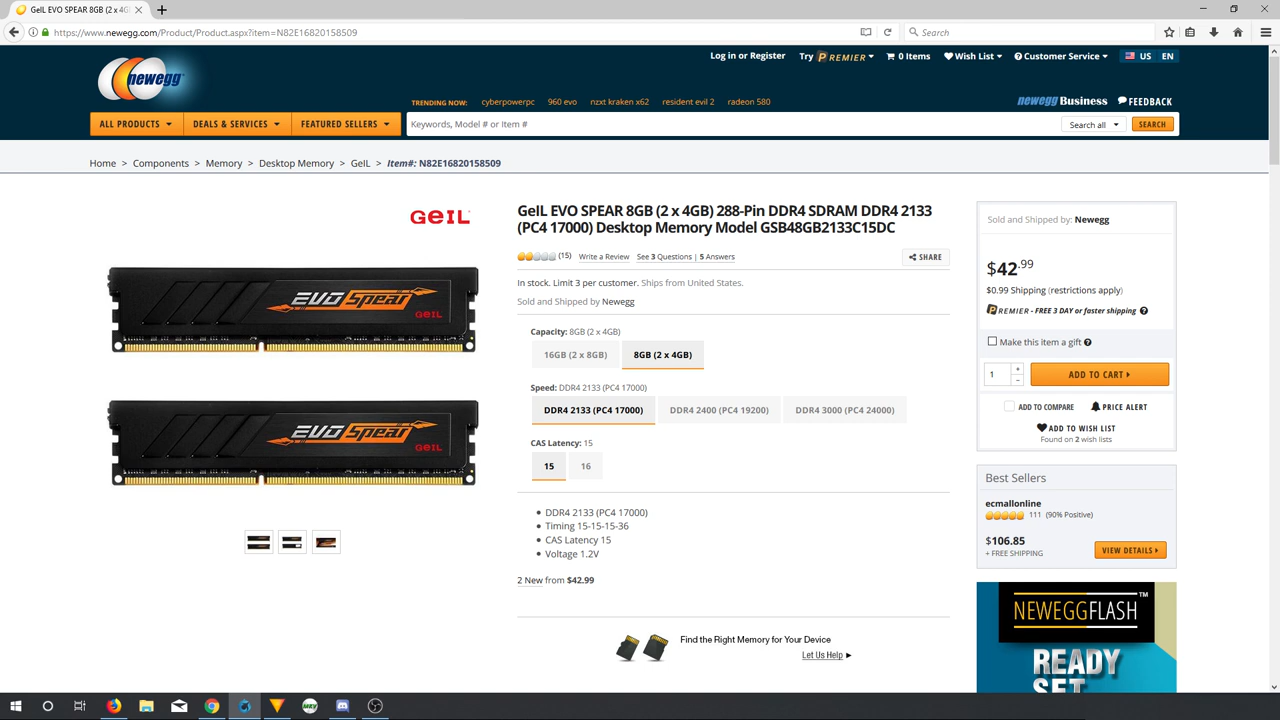 GeIL EVO SPEAR 8GB (2 x 4G
https://www.newegg.com/Product/Product.aspx?item=N82E16820158509
Search
newegg
Log in or Register
Try PREMIER
0 Items
Wish List
Customer Service
US
EN
TRENDING NOW:
cyberpowerpc
960 evo
nzxt kraken x62
resident evil 2
radeon 580
newegg Business
FEEDBACK
ALL PRODUCTS
DEALS & SERVICES
FEATURED SELLERS
Keywords, Model # or Item #
Search all
SEARCH
Home > Components > Memory > Desktop Memory > GeIL > Item#: N82E16820158509
GeIL
EVO Spear
GeIL
EVO Spear
GeIL
GeIL EVO SPEAR 8GB (2 x 4GB) 288-Pin DDR4 SDRAM DDR4 2133
(PC4 17000) Desktop Memory Model GSB48GB2133C15DC
(15)
Write a Review
See 3 Questions | 5 Answers
SHARE
In stock. Limit 3 per customer. Ships from United States.
Sold and Shipped by Newegg
Capacity: 8GB (2 x 4GB)
16GB (2 x 8GB)
8GB (2 x 4GB)
Speed: DDR4 2133 (PC4 17000)
DDR4 2133 (PC4 17000)
DDR4 2400 (PC4 19200)
DDR4 3000 (PC4 24000)
CAS Latency: 15
15
16
DDR4 2133 (PC4 17000)
Timing 15-15-15-36
CAS Latency 15
Voltage 1.2V
2 New from $42.99
Find the Right Memory for Your Device
Let Us Help
Sold and Shipped by: Newegg
$42.99
$0.99 Shipping (restrictions apply)
PREMIER - FREE 3 DAY or faster shipping
Make this item a gift
1
ADD TO CART
ADD TO COMPARE
PRICE ALERT
ADD TO WISH LIST
Found on 2 wish lists
Best Sellers
ecmallonline
111 (90% Positive)
$106.85
+ FREE SHIPPING
VIEW DETAILS
NEWEGGFLASH™
READY
SET